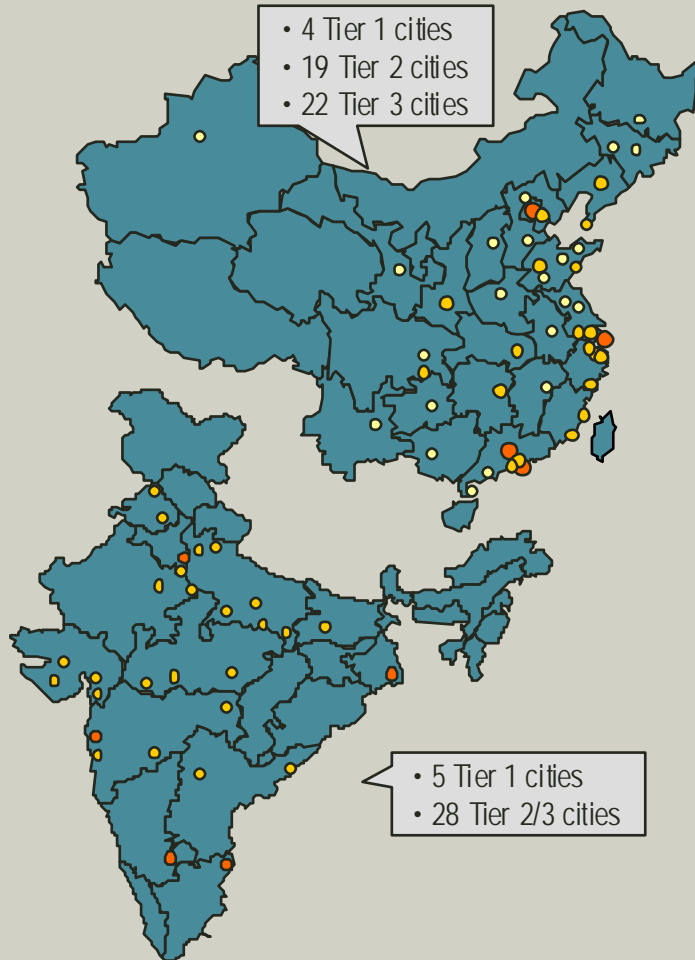 • 4 Tier 1 cities
• 19 Tier 2 cities
• 22 Tier 3 cities
• 5 Tier 1 cities
• 28 Tier 2/3 cities